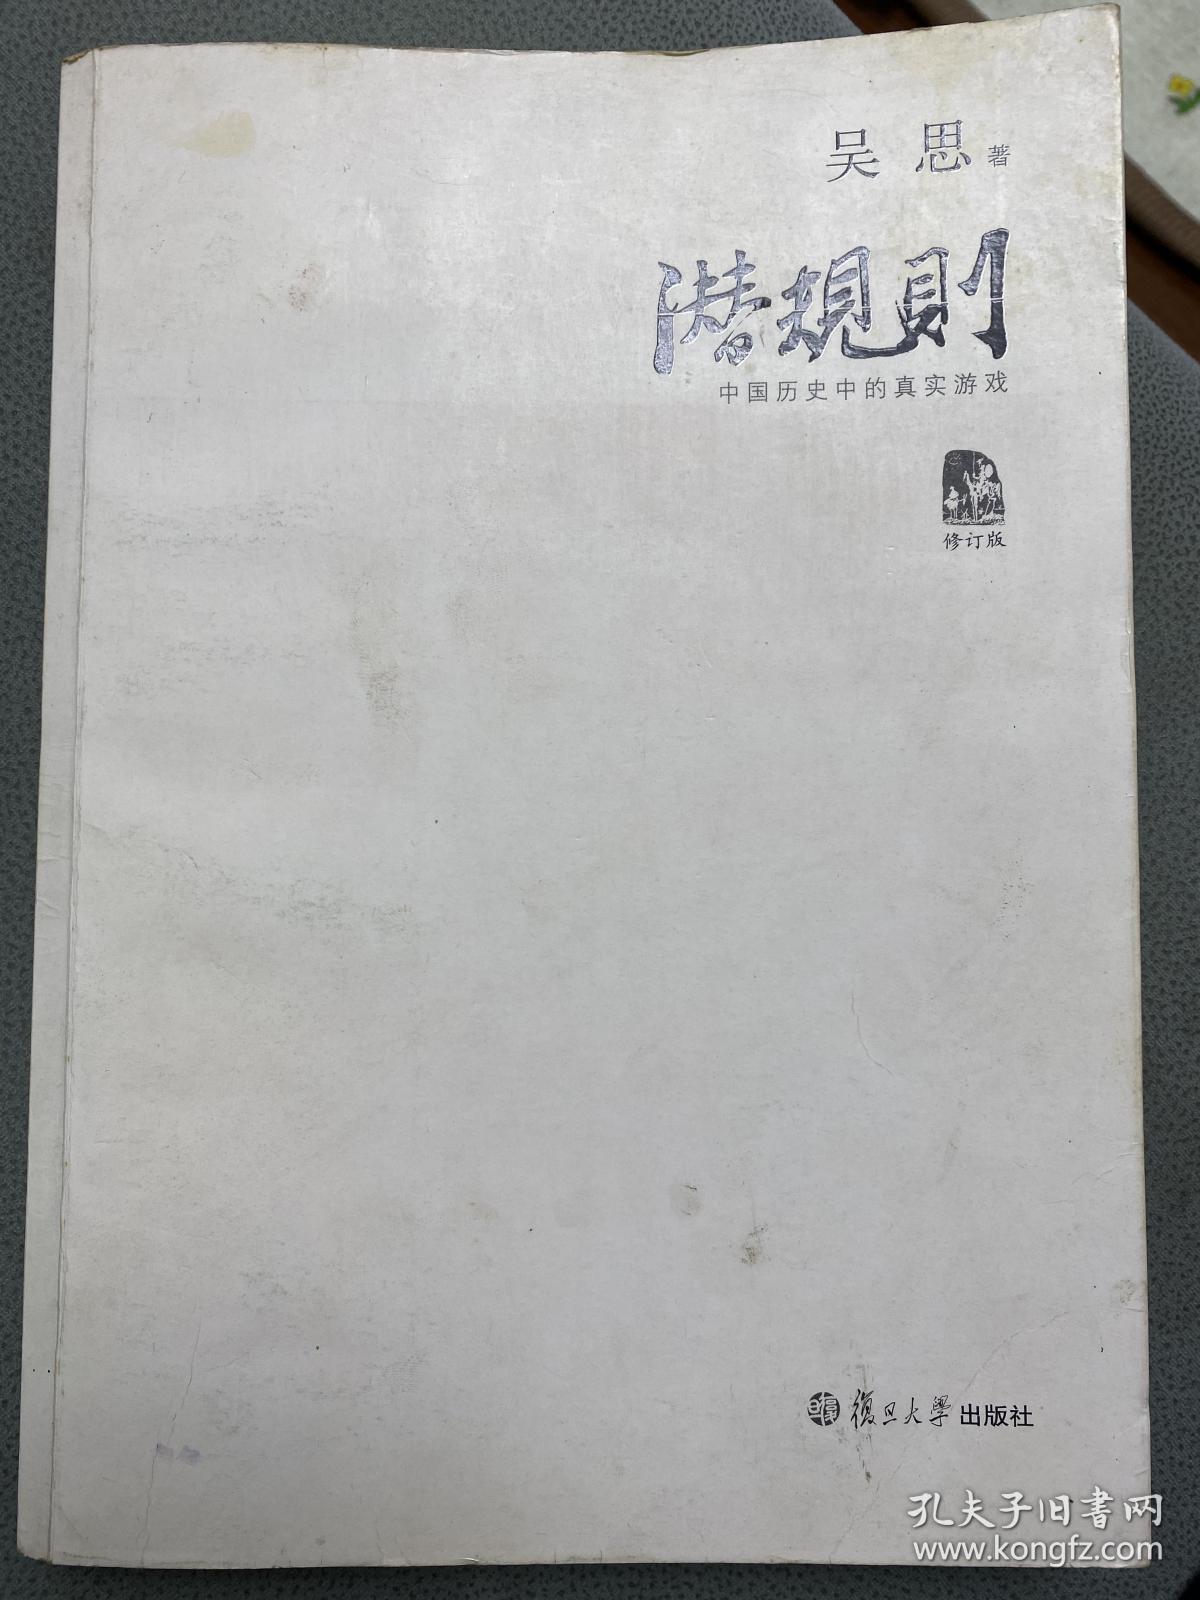 吴思 著
潜规则
中国历史中的真实游戏
修订版
復旦大學 出版社
孔夫子旧書网
www.kongfz.com